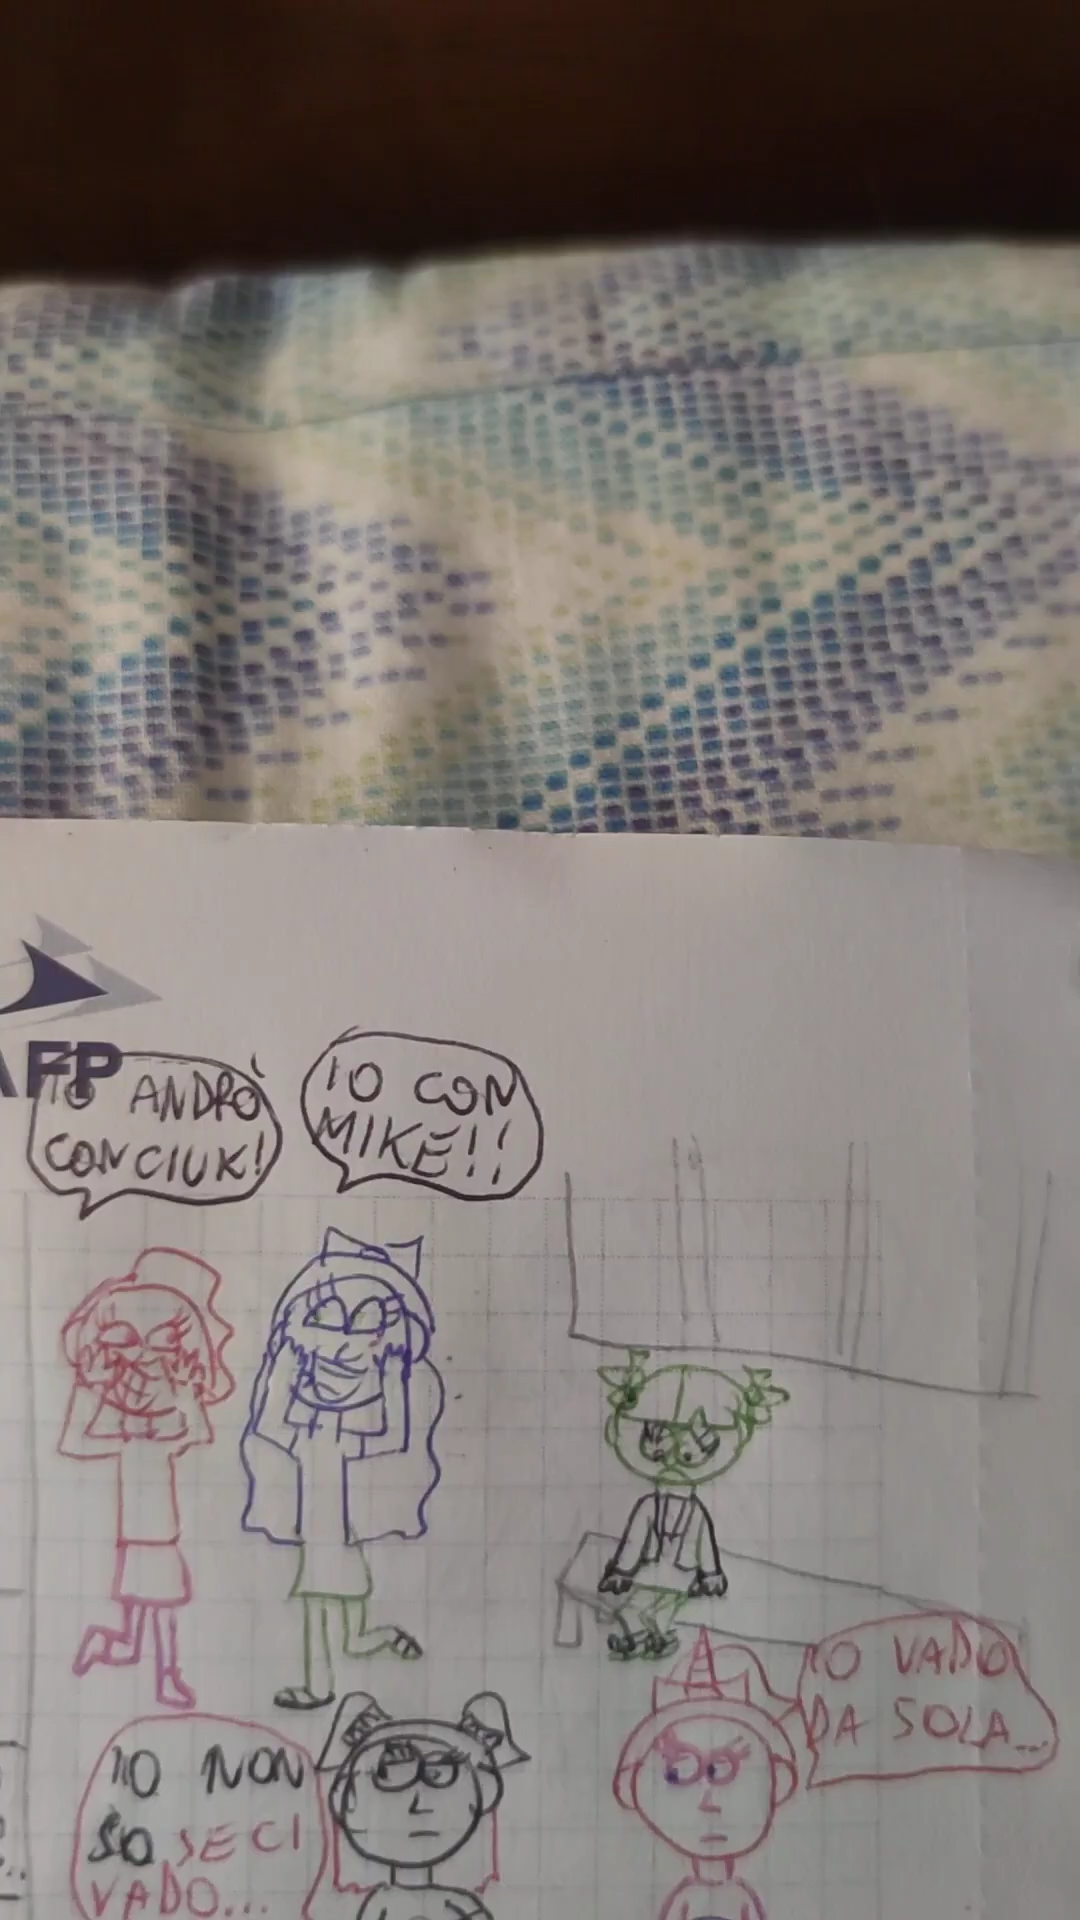 AFP
IO ANDRÒ
CON CIUK!
IO CON
MIKE!!
IO VADO
DA SOLA...
IO NON
SO SE CI
VADO...